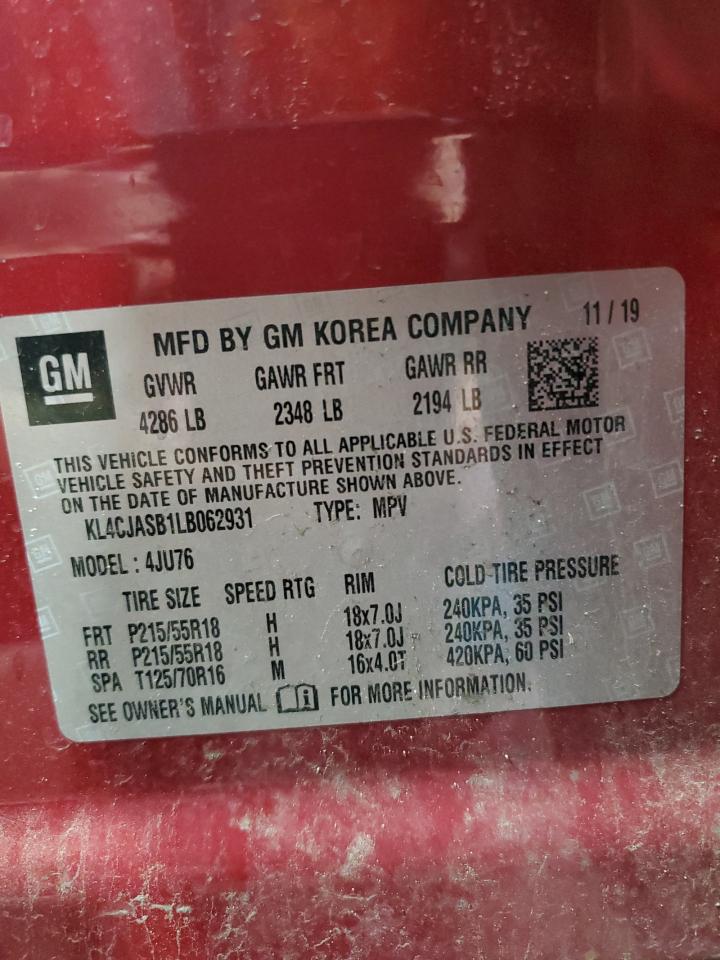 GM
MFD BY GM KOREA COMPANY 11 / 19
GVWR GAWR FRT GAWR RR
4286 LB 2348 LB 2194 LB
THIS VEHICLE CONFORMS TO ALL APPLICABLE U.S. FEDERAL MOTOR
VEHICLE SAFETY AND THEFT PREVENTION STANDARDS IN EFFECT
ON THE DATE OF MANUFACTURE SHOWN ABOVE.
KL4CJASB1LB062931 TYPE: MPV
MODEL : 4JU76
TIRE SIZE SPEED RTG RIM COLD TIRE PRESSURE
FRT P215/55R18 H 18x7.0J 240KPA, 35 PSI
RR P215/55R18 H 18x7.0J 240KPA, 35 PSI
SPA T125/70R16 M 16x4.0T 420KPA, 60 PSI
SEE OWNER'S MANUAL FOR MORE INFORMATION.